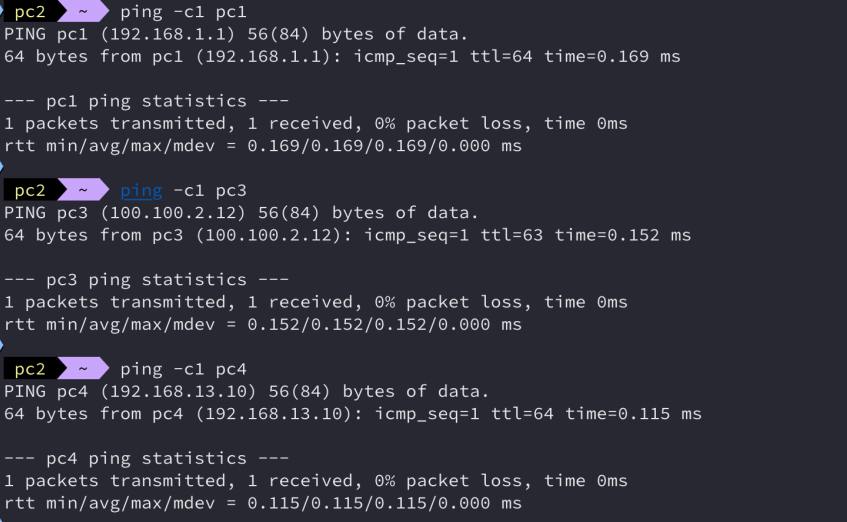 pc2 ~ ping -c1 pc1
PING pc1 (192.168.1.1) 56(84) bytes of data.
64 bytes from pc1 (192.168.1.1): icmp_seq=1 ttl=64 time=0.169 ms
--- pc1 ping statistics ---
1 packets transmitted, 1 received, 0% packet loss, time 0ms
rtt min/avg/max/mdev = 0.169/0.169/0.169/0.000 ms
pc2 ~ ping -c1 pc3
PING pc3 (100.100.2.12) 56(84) bytes of data.
64 bytes from pc3 (100.100.2.12): icmp_seq=1 ttl=63 time=0.152 ms
--- pc3 ping statistics ---
1 packets transmitted, 1 received, 0% packet loss, time 0ms
rtt min/avg/max/mdev = 0.152/0.152/0.152/0.000 ms
pc2 ~ ping -c1 pc4
PING pc4 (192.168.13.10) 56(84) bytes of data.
64 bytes from pc4 (192.168.13.10): icmp_seq=1 ttl=64 time=0.115 ms
--- pc4 ping statistics ---
1 packets transmitted, 1 received, 0% packet loss, time 0ms
rtt min/avg/max/mdev = 0.115/0.115/0.115/0.000 ms